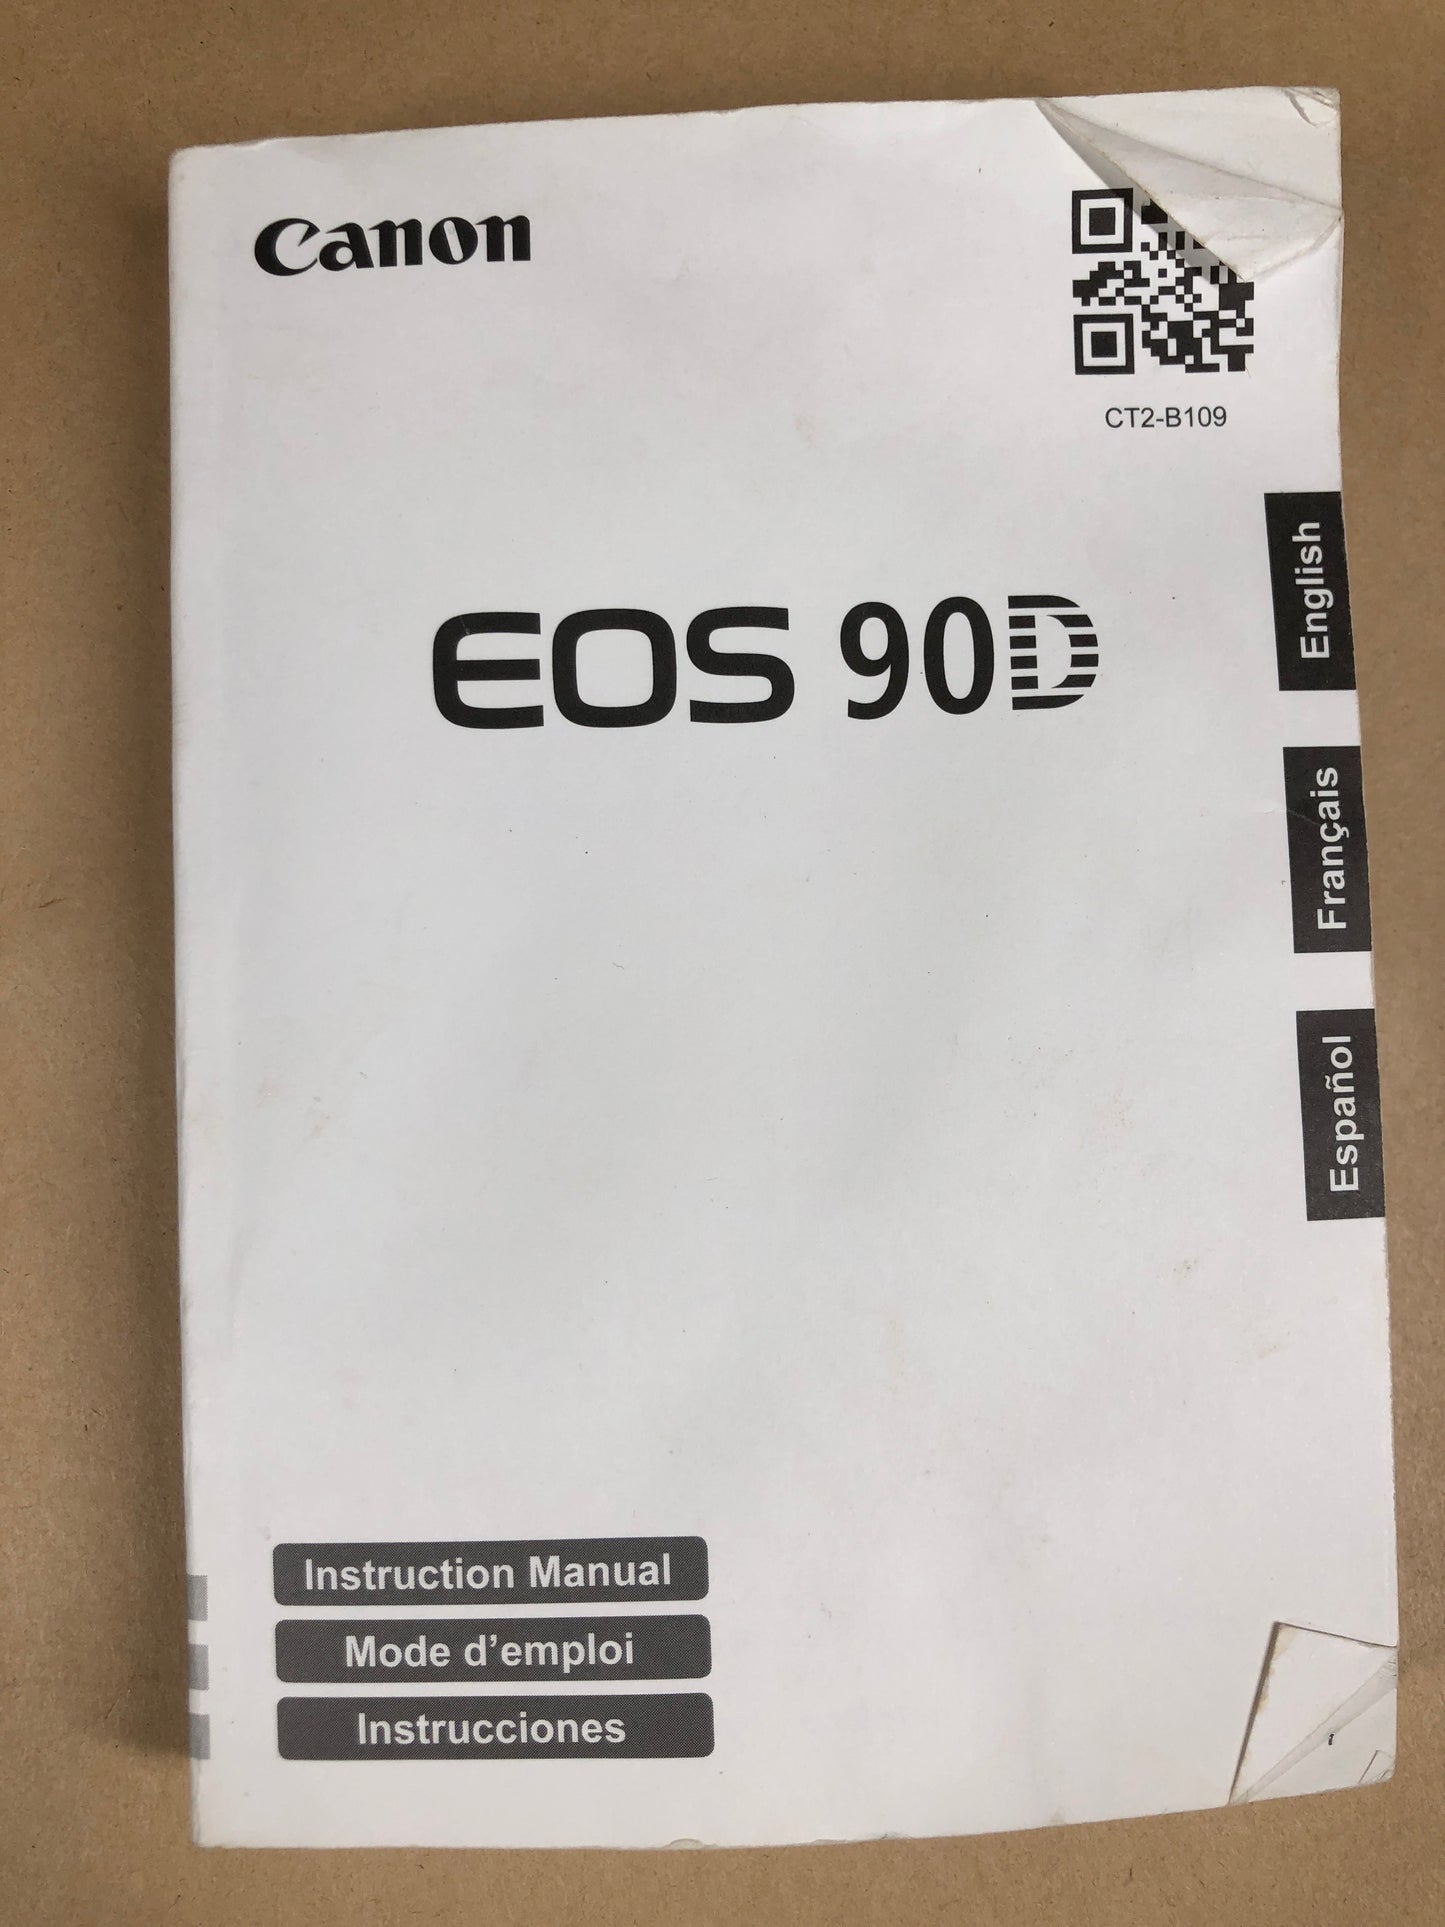 Canon
CT2-B109
EOS 90D
English
Français
Español
Instruction Manual
Mode d'emploi
Instrucciones